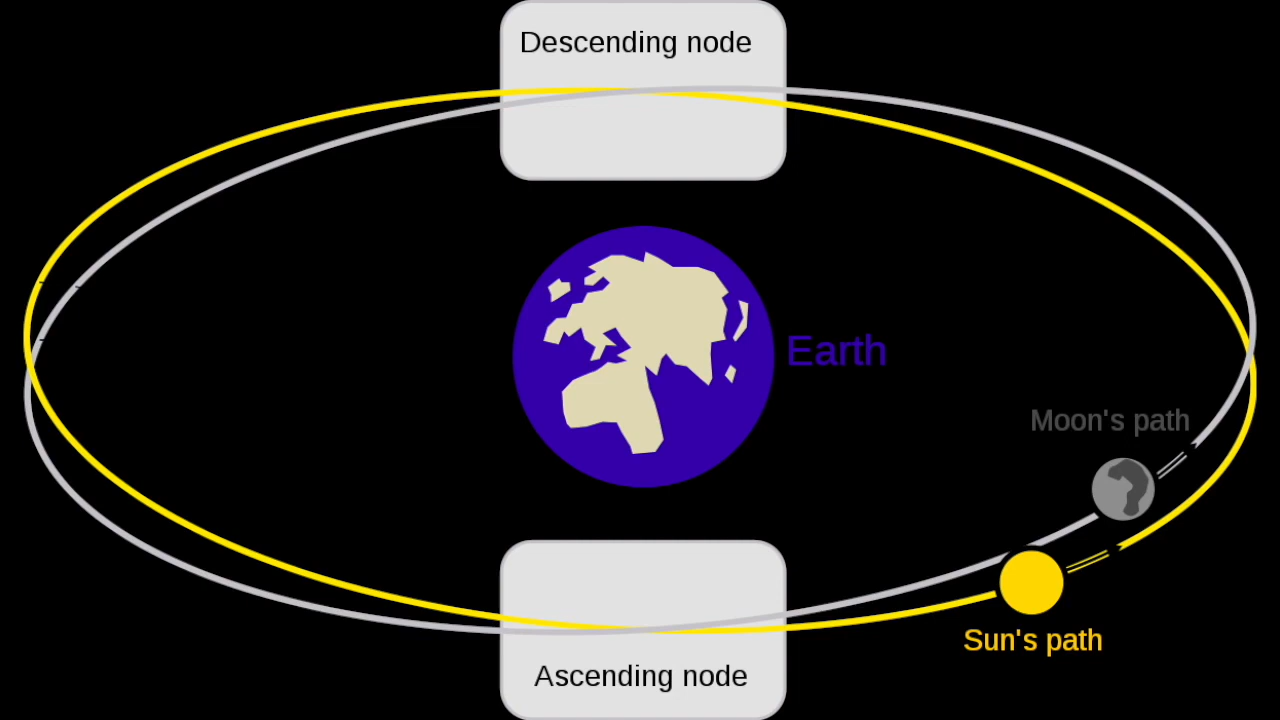 Descending node
Earth
Moon's path
Sun's path
Ascending node